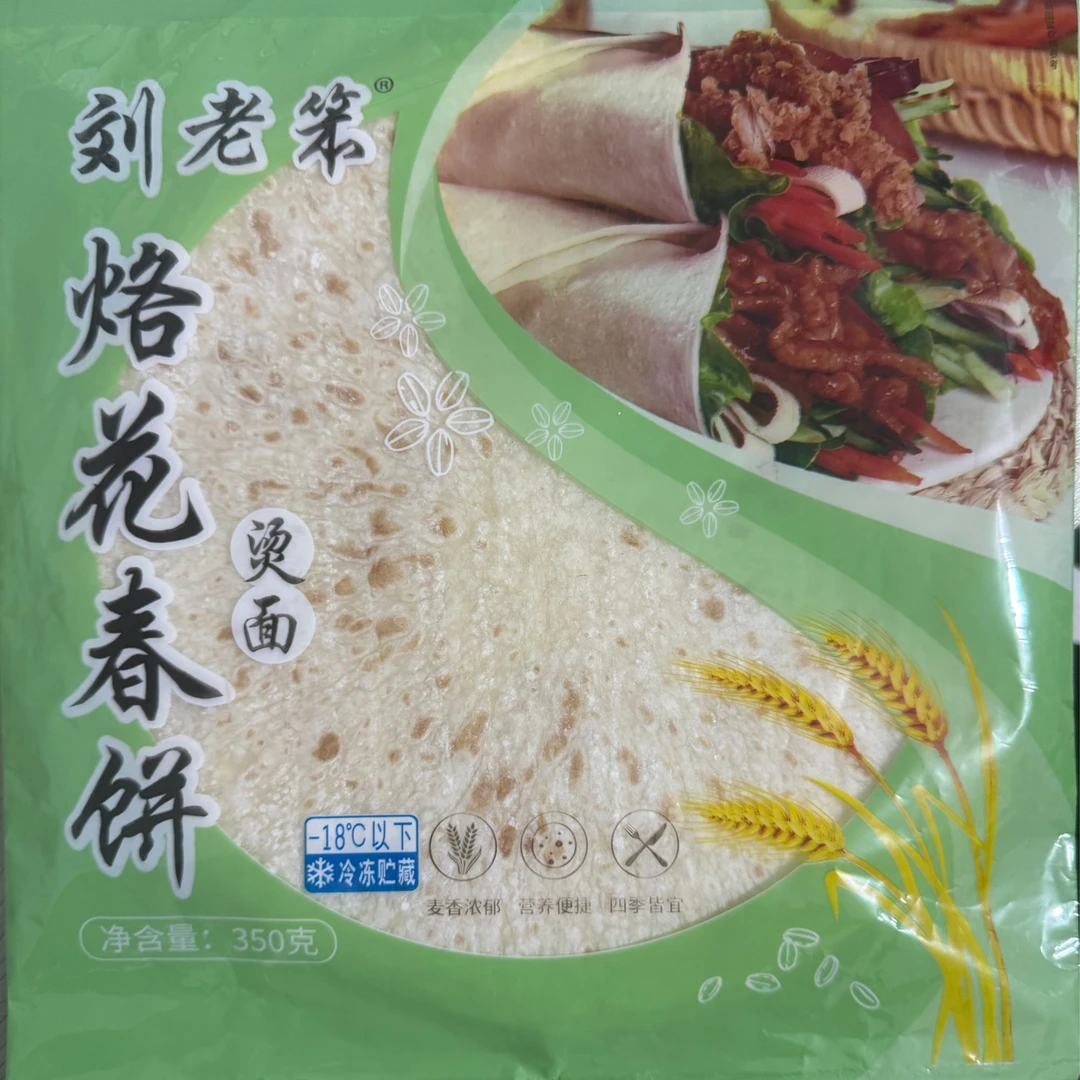 刘老笨®
烙花春饼
烫面
-18℃以下
冷冻贮藏
麦香浓郁 营养便捷 四季皆宜
净含量：350克